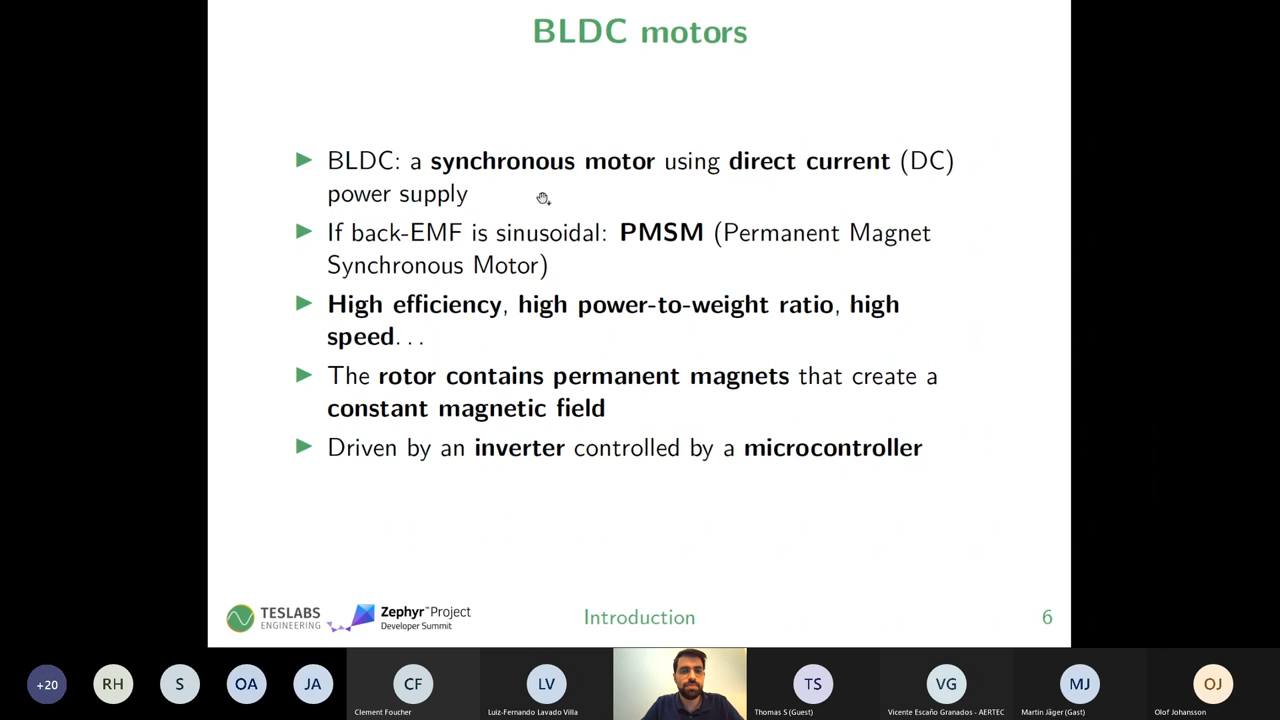 BLDC motors
BLDC: a synchronous motor using direct current (DC)
power supply
If back-EMF is sinusoidal: PMSM (Permanent Magnet
Synchronous Motor)
High efficiency, high power-to-weight ratio, high
speed...
The rotor contains permanent magnets that create a
constant magnetic field
Driven by an inverter controlled by a microcontroller
TESLABS
ENGINEERING
Zephyr™Project
Developer Summit
Introduction
6
+20
RH
S
OA
JA
CF
Clement Foucher
LV
Luiz-Fernando Lavado Villa
TS
Thomas S (Guest)
VG
Vicente Escaño Granados - AERTEC
MJ
Martin Jäger (Gast)
OJ
Olof Johansson